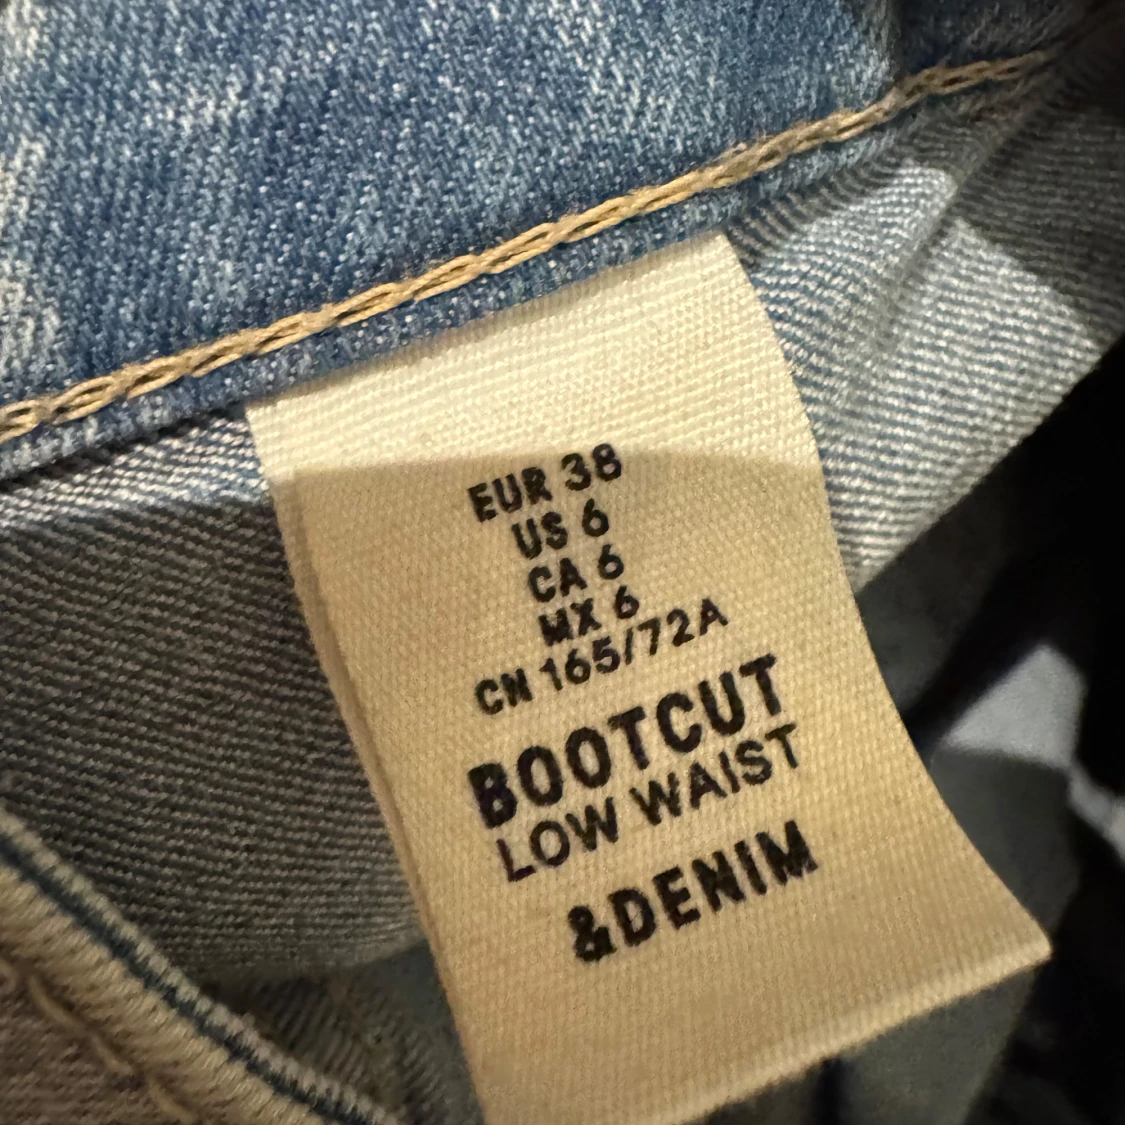 EUR 38
US 6
CA 6
MX 6
CN 165/72A
BOOTCUT
LOW WAIST
&DENIM